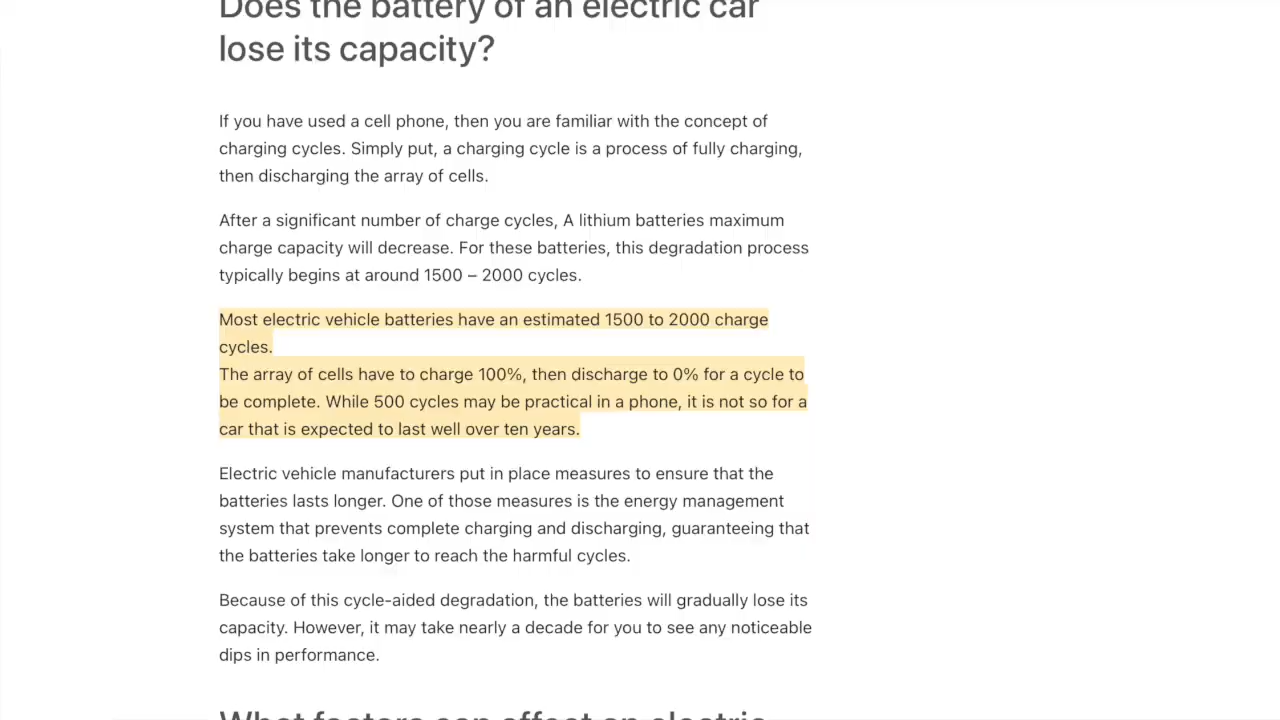 Does the battery of an electric car
lose its capacity?
If you have used a cell phone, then you are familiar with the concept of
charging cycles. Simply put, a charging cycle is a process of fully charging,
then discharging the array of cells.
After a significant number of charge cycles, A lithium batteries maximum
charge capacity will decrease. For these batteries, this degradation process
typically begins at around 1500 – 2000 cycles.
Most electric vehicle batteries have an estimated 1500 to 2000 charge
cycles.
The array of cells have to charge 100%, then discharge to 0% for a cycle to
be complete. While 500 cycles may be practical in a phone, it is not so for a
car that is expected to last well over ten years.
Electric vehicle manufacturers put in place measures to ensure that the
batteries lasts longer. One of those measures is the energy management
system that prevents complete charging and discharging, guaranteeing that
the batteries take longer to reach the harmful cycles.
Because of this cycle-aided degradation, the batteries will gradually lose its
capacity. However, it may take nearly a decade for you to see any noticeable
dips in performance.
What factors can affect an electric